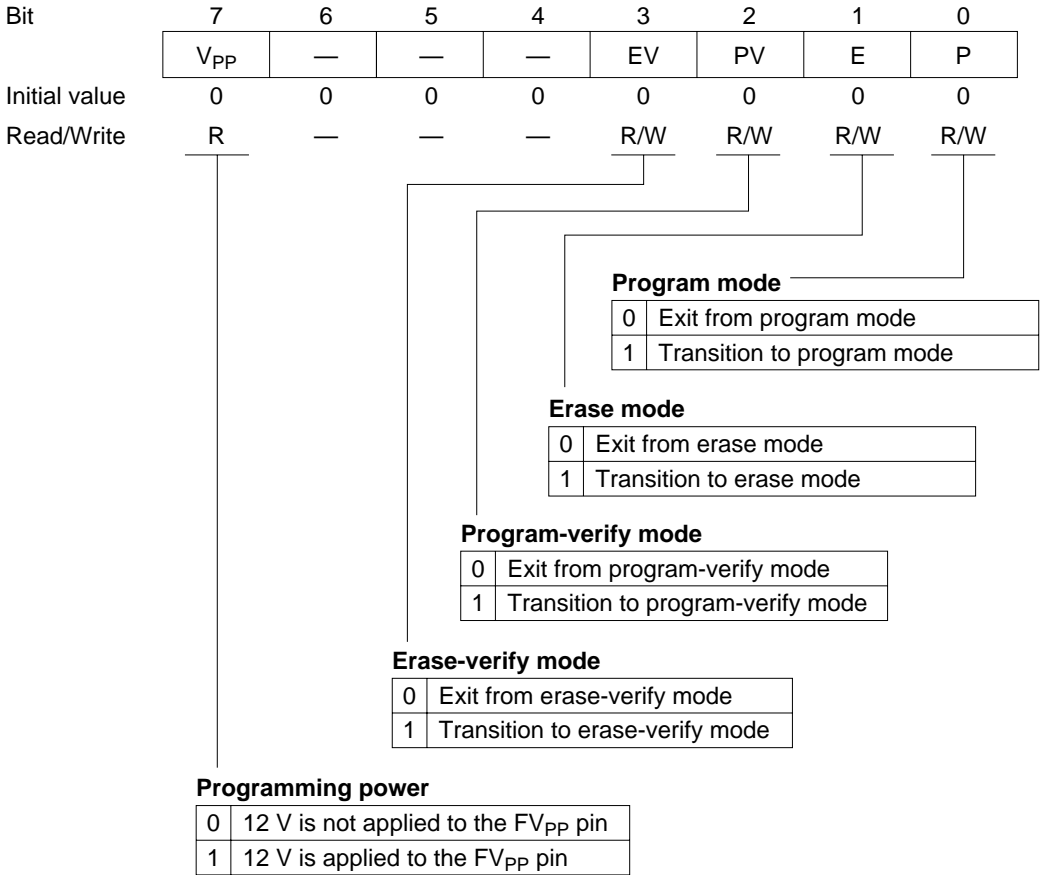 Bit 7 6 5 4 3 2 1 0
VPP — — — EV PV E P
Initial value 0 0 0 0 0 0 0 0
Read/Write R — — — R/W R/W R/W R/W
Program mode
0 Exit from program mode
1 Transition to program mode
Erase mode
0 Exit from erase mode
1 Transition to erase mode
Program-verify mode
0 Exit from program-verify mode
1 Transition to program-verify mode
Erase-verify mode
0 Exit from erase-verify mode
1 Transition to erase-verify mode
Programming power
0 12 V is not applied to the FVPP pin
1 12 V is applied to the FVPP pin